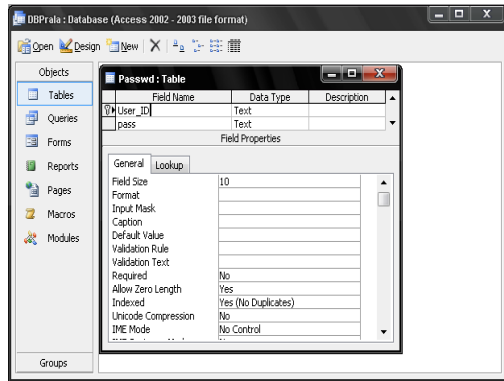 DBPrala : Database (Access 2002 - 2003 file format)
Open Design New
Objects
Tables
Queries
Forms
Reports
Pages
Macros
Modules
Groups
Passwd : Table
Field Name Data Type Description
User_ID Text
pass Text
Field Properties
General Lookup
Field Size 10
Format
Input Mask
Caption
Default Value
Validation Rule
Validation Text
Required No
Allow Zero Length Yes
Indexed Yes (No Duplicates)
Unicode Compression No
IME Mode No Control